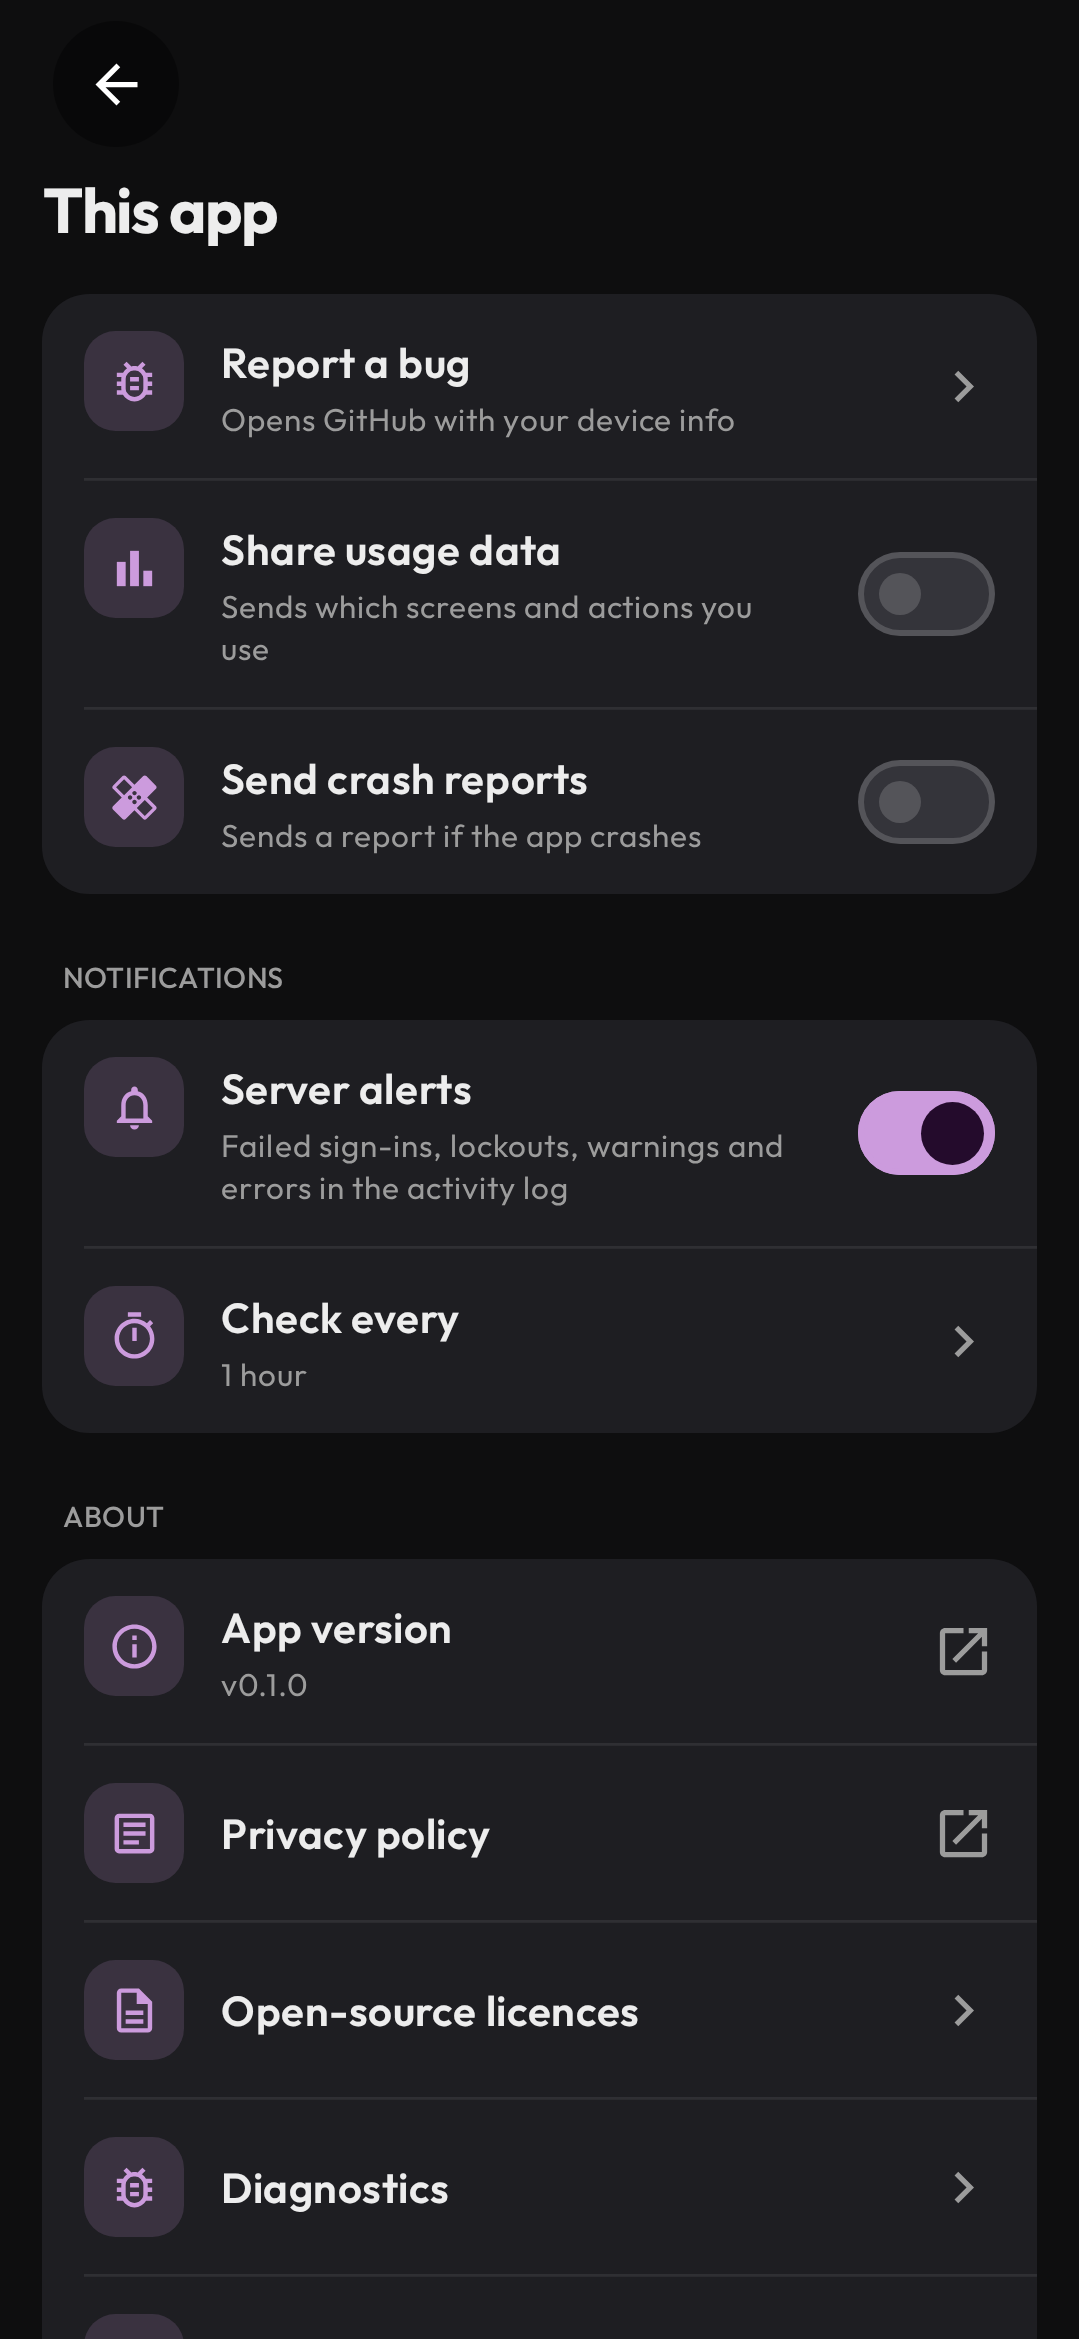 This app
Report a bug
Opens GitHub with your device info
Share usage data
Sends which screens and actions you
use
Send crash reports
Sends a report if the app crashes
NOTIFICATIONS
Server alerts
Failed sign-ins, lockouts, warnings and
errors in the activity log
Check every
1 hour
ABOUT
App version
v0.1.0
Privacy policy
Open-source licences
Diagnostics